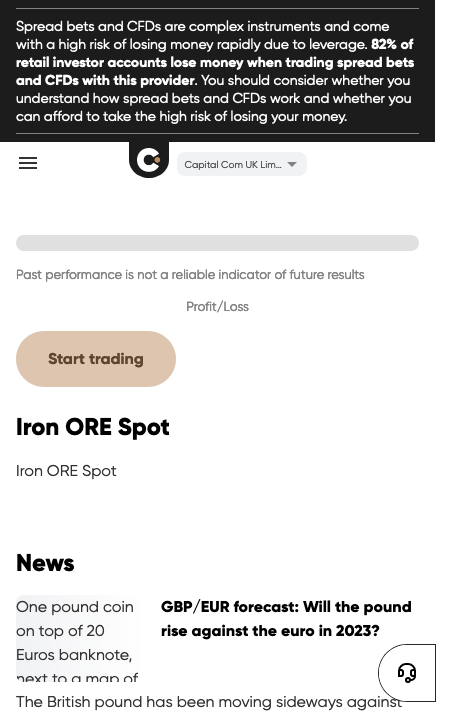 Spread bets and CFDs are complex instruments and come
with a high risk of losing money rapidly due to leverage. 82% of
retail investor accounts lose money when trading spread bets
and CFDs with this provider. You should consider whether you
understand how spread bets and CFDs work and whether you
can afford to take the high risk of losing your money.
Capital Com UK Lim...
Past performance is not a reliable indicator of future results
Profit/Loss
Start trading
Iron ORE Spot
Iron ORE Spot
News
One pound coin
on top of 20
Euros banknote,
next to a map of
GBP/EUR forecast: Will the pound
rise against the euro in 2023?
The British pound has been moving sideways against